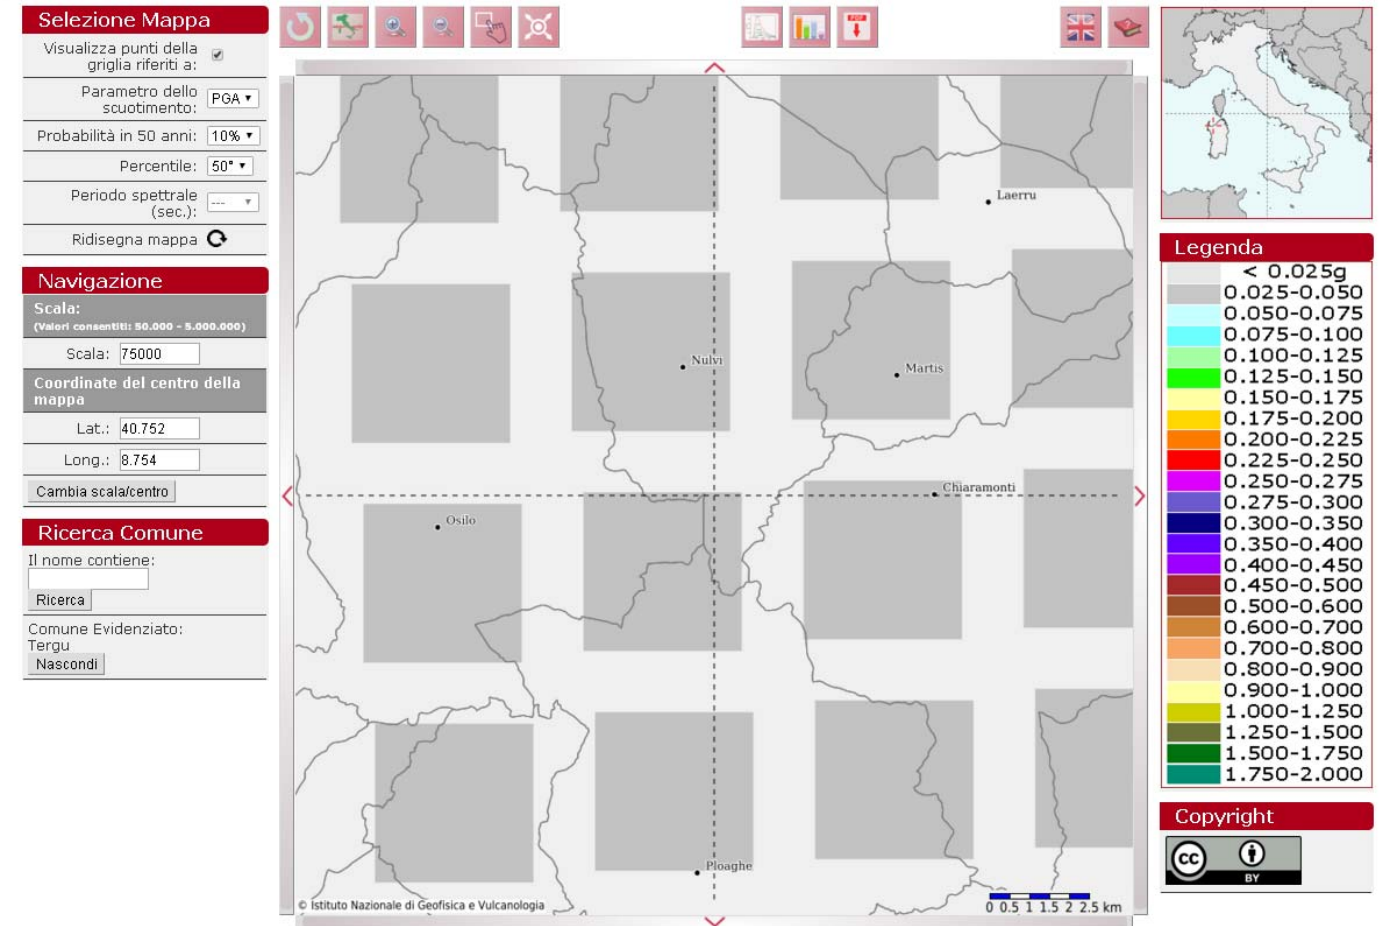 Selezione Mappa
Visualizza punti della
griglia riferiti a:
Parametro dello
scuotimento:
PGA
Probabilità in 50 anni:
10%
Percentile:
50°
Periodo spettrale
(sec.):
---
Ridisegna mappa
Navigazione
Scala:
(Valori consentiti: 50.000 - 5.000.000)
Scala: 75000
Coordinate del centro della
mappa
Lat.: 40.752
Long.: 8.754
Cambia scala/centro
Ricerca Comune
Il nome contiene:
Ricerca
Comune Evidenziato:
Tergu
Nascondi
PDF
?
Laerru
Nulvi
Martis
Chiaramonti
Osilo
Ploaghe
© Istituto Nazionale di Geofisica e Vulcanologia
0 0.5 1 1.5 2 2.5 km
Legenda
< 0.025g
0.025-0.050
0.050-0.075
0.075-0.100
0.100-0.125
0.125-0.150
0.150-0.175
0.175-0.200
0.200-0.225
0.225-0.250
0.250-0.275
0.275-0.300
0.300-0.350
0.350-0.400
0.400-0.450
0.450-0.500
0.500-0.600
0.600-0.700
0.700-0.800
0.800-0.900
0.900-1.000
1.000-1.250
1.250-1.500
1.500-1.750
1.750-2.000
Copyright
cc
BY